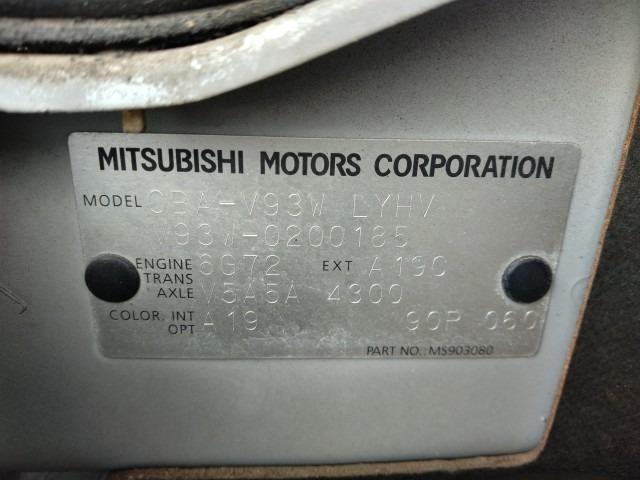 MITSUBISHI MOTORS CORPORATION
MODEL CBA-V93W LYHV
V93W-0200185
ENGINE 6G72 EXT A19C
TRANS
AXLE V5A5A 4300
COLOR. INT
OPT A19 90P 060
PART NO.:MS903080